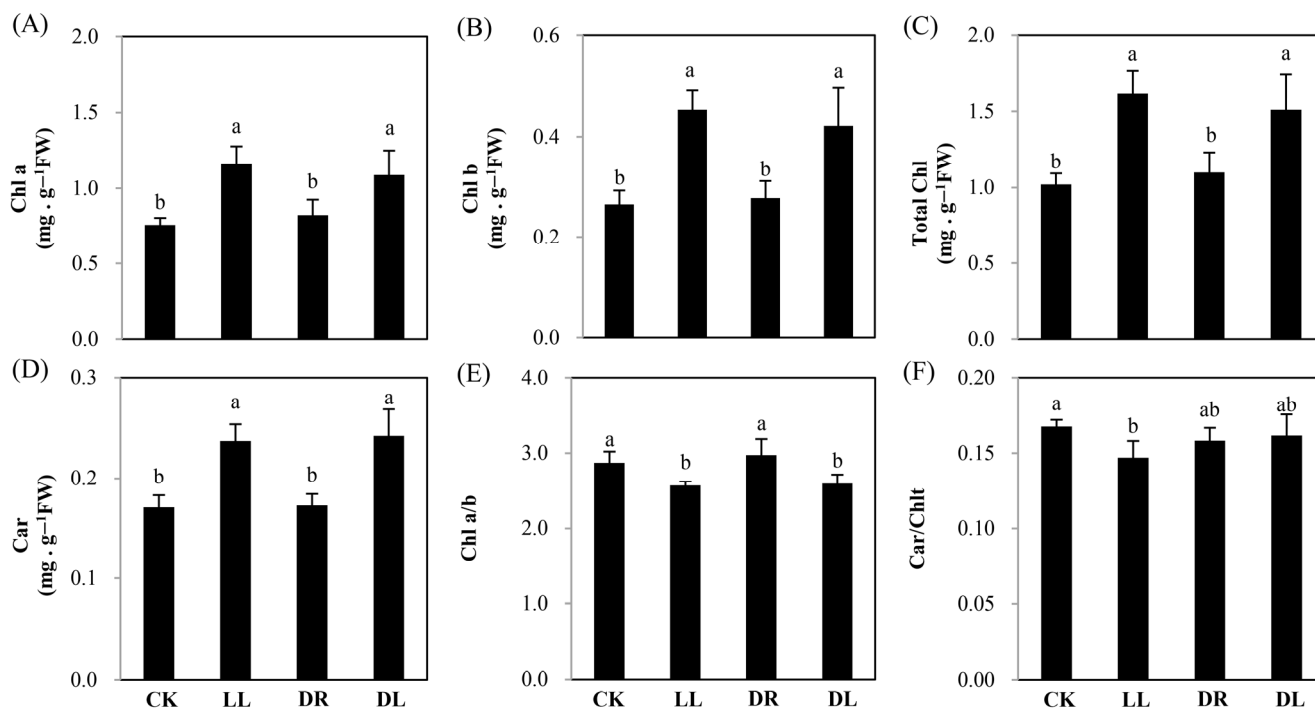 (A)
2.0
1.5
1.0
0.5
0.0
Chl a
(mg . g–¹FW)
b
a
b
a
(B)
0.6
0.4
0.2
0.0
Chl b
(mg . g–¹FW)
b
a
b
a
(C)
2.0
1.5
1.0
0.5
0.0
Total Chl
(mg . g–¹FW)
b
a
b
a
(D)
0.3
0.2
0.1
0.0
Car
(mg . g–¹FW)
b
a
b
a
CK LL DR DL
(E)
4.0
3.0
2.0
1.0
0.0
Chl a/b
a
b
a
b
CK LL DR DL
(F)
0.20
0.15
0.10
0.05
0.00
Car/Chlt
a
b
ab
ab
CK LL DR DL